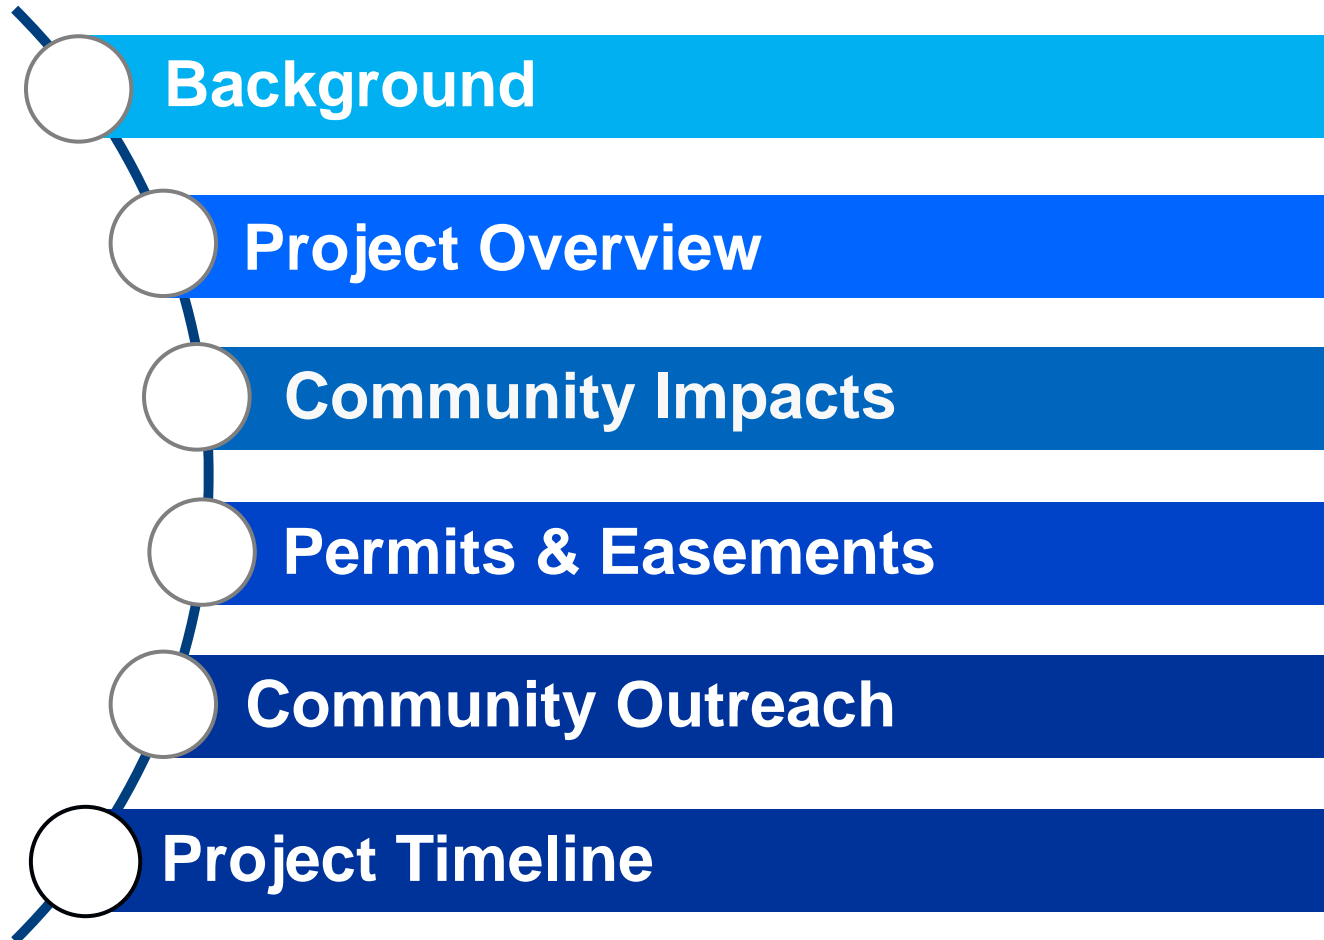 Background
Project Overview
Community Impacts
Permits & Easements
Community Outreach
Project Timeline